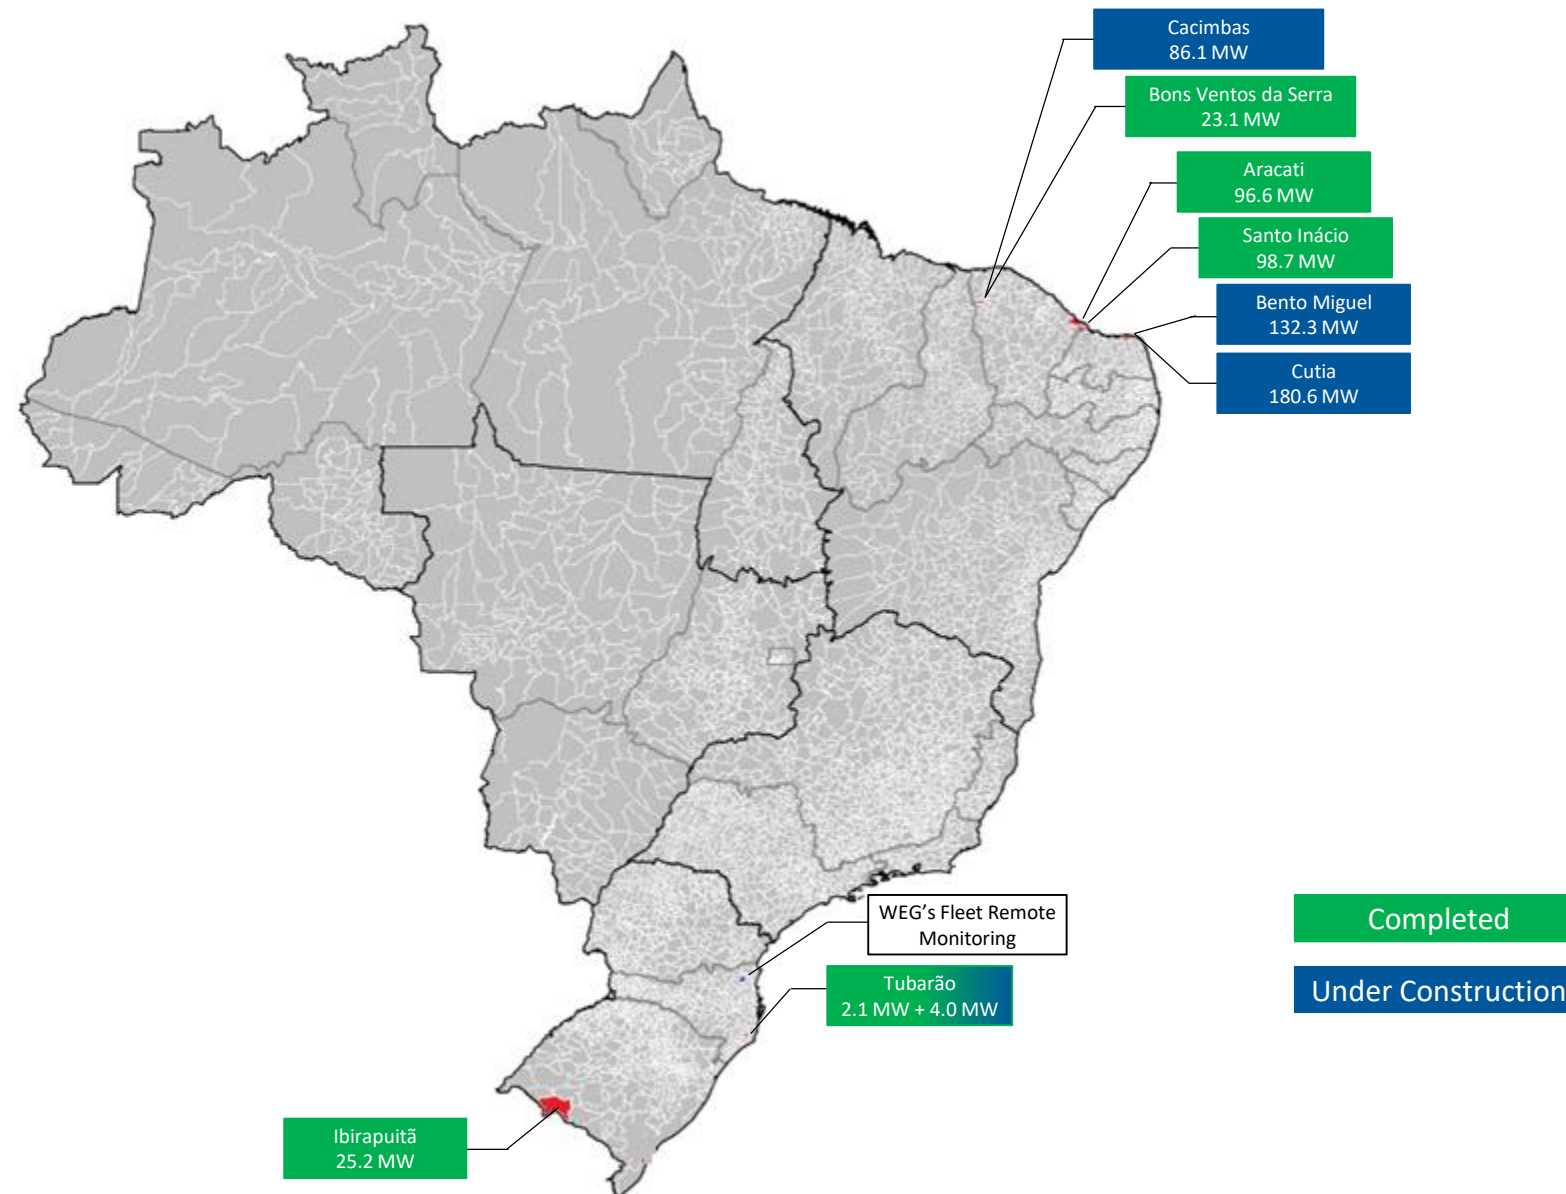 Cacimbas
86.1 MW
Bons Ventos da Serra
23.1 MW
Aracati
96.6 MW
Santo Inácio
98.7 MW
Bento Miguel
132.3 MW
Cutia
180.6 MW
WEG's Fleet Remote
Monitoring
Completed
Tubarão
2.1 MW + 4.0 MW
Under Construction
Ibirapuitã
25.2 MW